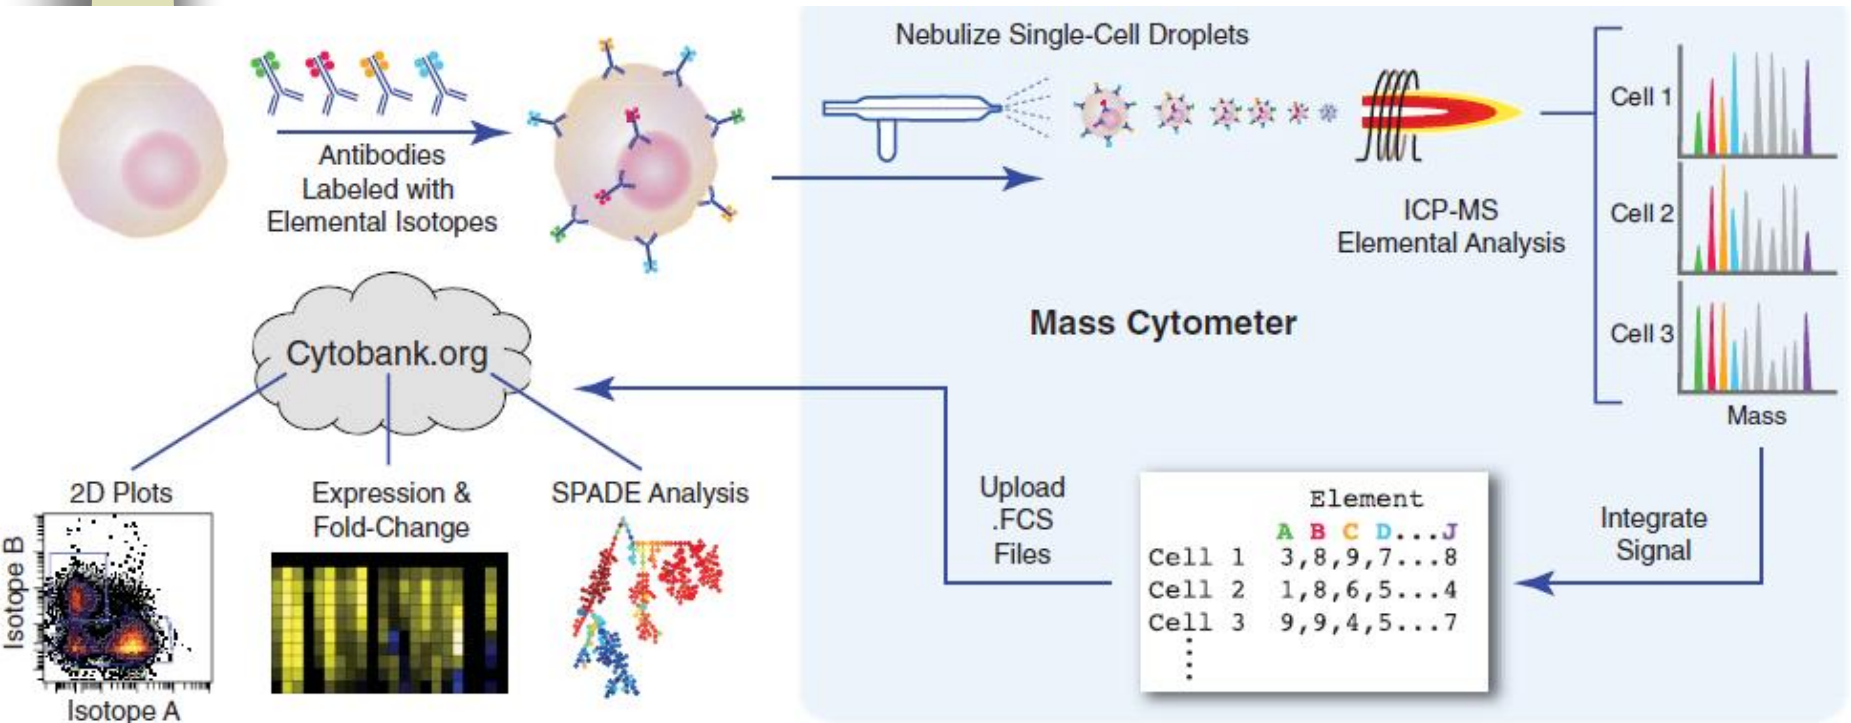 Nebulize Single-Cell Droplets
Antibodies
Labeled with
Elemental Isotopes
ICP-MS
Elemental Analysis
Cell 1
Cell 2
Cell 3
Mass
Mass Cytometer
Integrate
Signal
Element
A B C D...J
Cell 1 3,8,9,7...8
Cell 2 1,8,6,5...4
Cell 3 9,9,4,5...7
Upload
.FCS
Files
Cytobank.org
2D Plots
Isotope B
Isotope A
Expression &
Fold-Change
SPADE Analysis